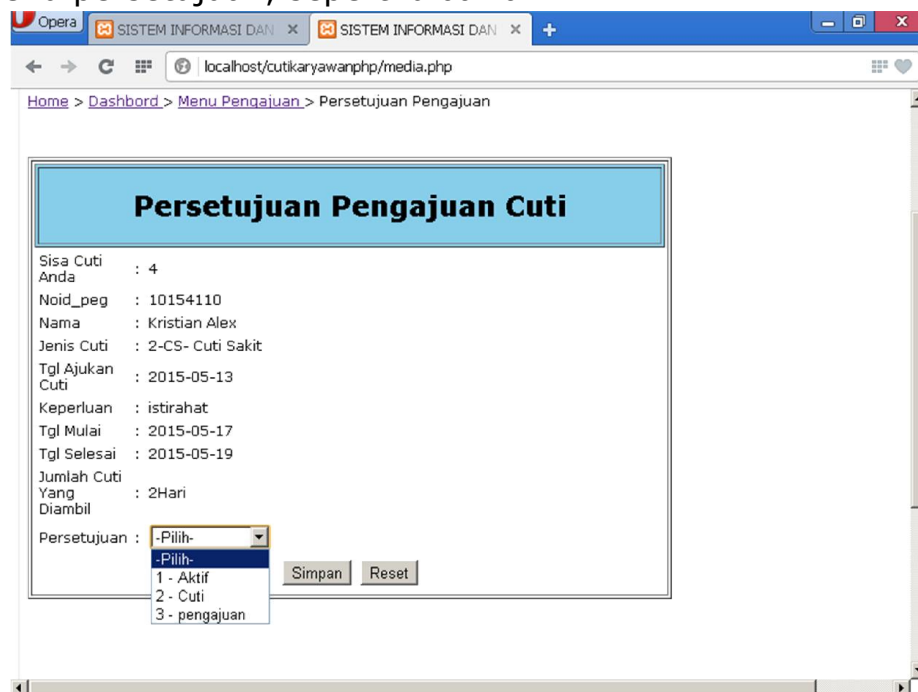 Opera
SISTEM INFORMASI DAN
SISTEM INFORMASI DAN
localhost/cutikaryawanphp/media.php
Home > Dashbord > Menu Pengajuan > Persetujuan Pengajuan
Persetujuan Pengajuan Cuti
Sisa Cuti
Anda : 4
Noid_peg : 10154110
Nama : Kristian Alex
Jenis Cuti : 2-CS- Cuti Sakit
Tgl Ajukan
Cuti : 2015-05-13
Keperluan : istirahat
Tgl Mulai : 2015-05-17
Tgl Selesai : 2015-05-19
Jumlah Cuti
Yang : 2Hari
Diambil
Persetujuan : -Pilih-
-Pilih-
1 - Aktif
2 - Cuti
3 - pengajuan
Simpan Reset